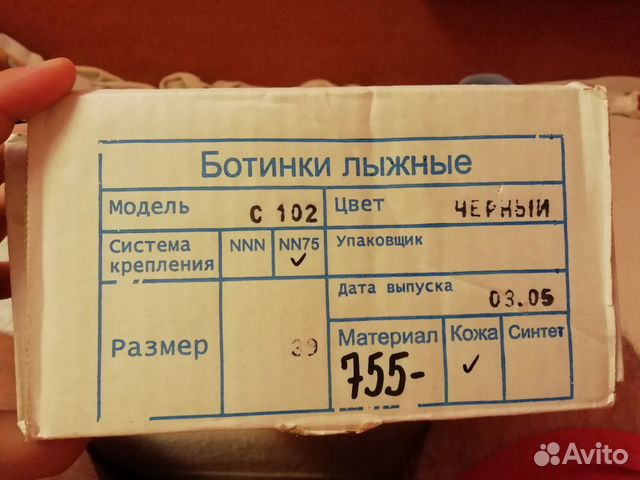 Ботинки лыжные
Модель С 102 Цвет ЧЕРНЫЙ
Система крепления NNN NN75 ✓ Упаковщик
Дата выпуска 03.05
Размер 39 Материал Кожа ✓ Синтет
755-
Avito